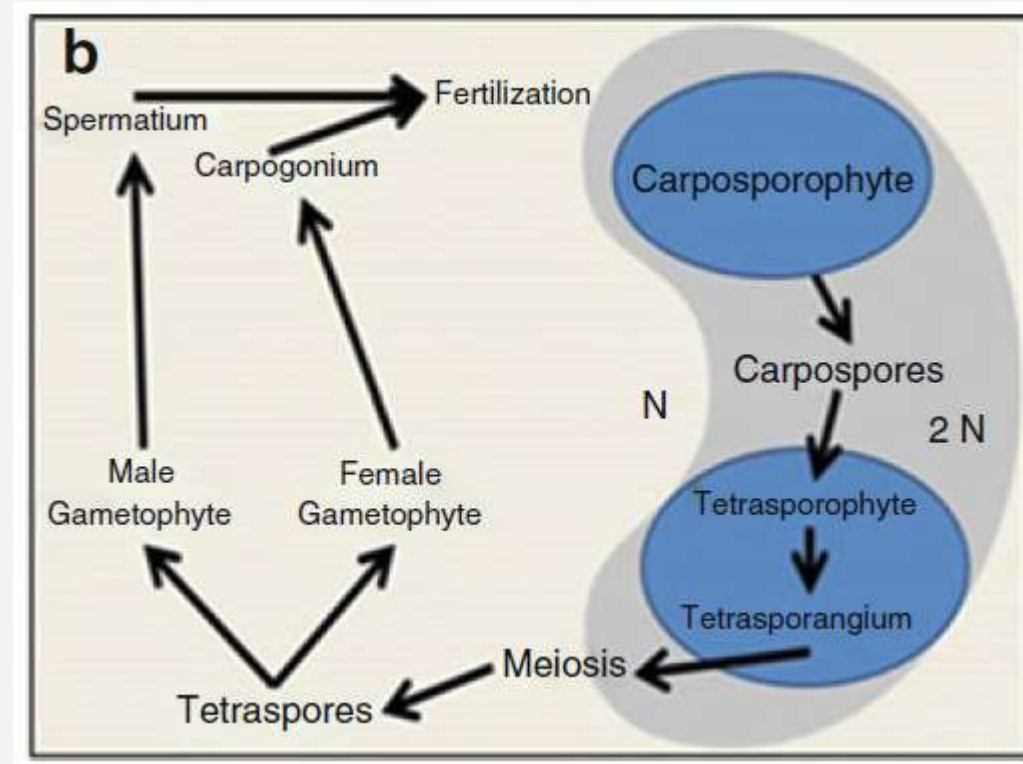 b
Fertilization
Spermatium
Carpogonium
Carposporophyte
Carpospores
N
2 N
Male
Gametophyte
Female
Gametophyte
Tetrasporophyte
Tetrasporangium
Meiosis
Tetraspores